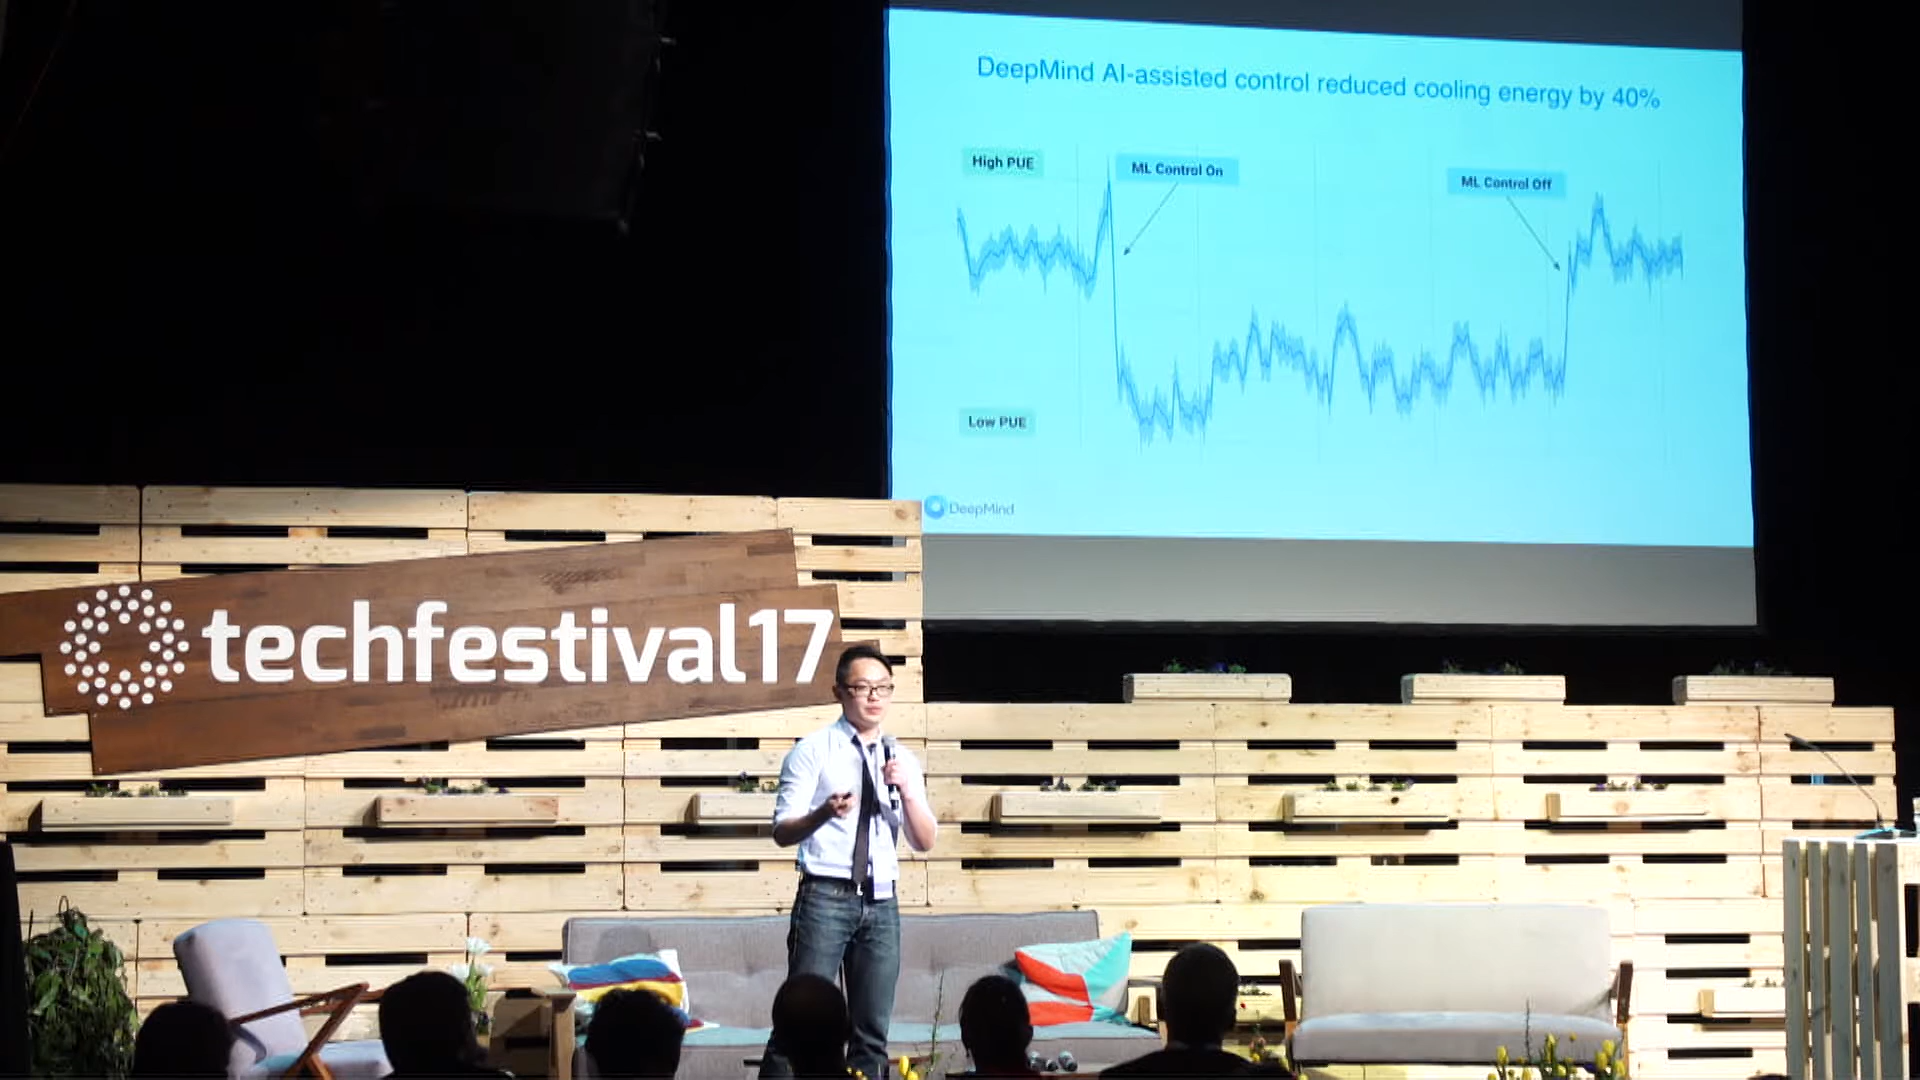 DeepMind AI-assisted control reduced cooling energy by 40%
High PUE
ML Control On
ML Control Off
Low PUE
DeepMind
techfestival17